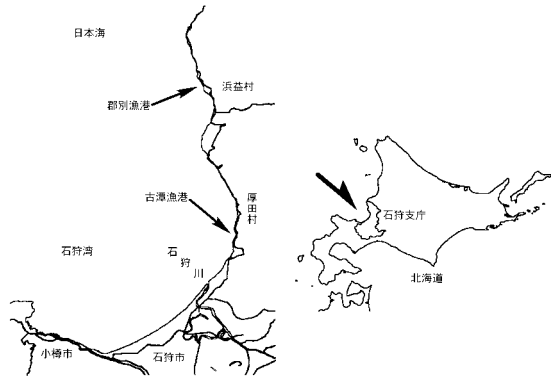 日本海
浜益村
郡別漁港
古潭漁港
厚田村
石狩湾
石狩川
小樽市
石狩市
石狩支庁
北海道